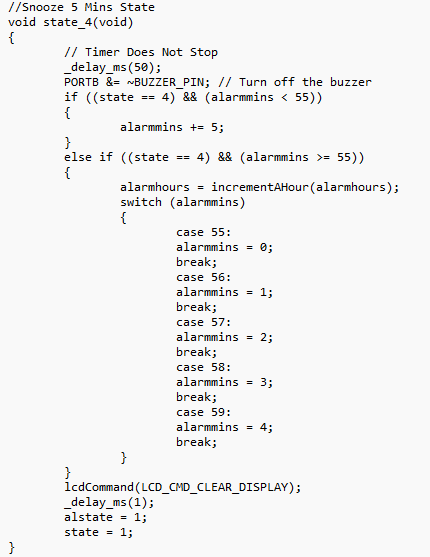 //Snooze 5 Mins State
void state_4(void)
{
        // Timer Does Not Stop
        _delay_ms(50);
        PORTB &= ~BUZZER_PIN; // Turn off the buzzer
        if ((state == 4) && (alarmmins < 55))
        {
                alarmmins += 5;
        }
        else if ((state == 4) && (alarmmins >= 55))
        {
                alarmhours = incrementAHour(alarmhours);
                switch (alarmmins)
                {
                        case 55:
                        alarmmins = 0;
                        break;
                        case 56:
                        alarmmins = 1;
                        break;
                        case 57:
                        alarmmins = 2;
                        break;
                        case 58:
                        alarmmins = 3;
                        break;
                        case 59:
                        alarmmins = 4;
                        break;
                }
        }
        lcdCommand(LCD_CMD_CLEAR_DISPLAY);
        _delay_ms(1);
        alstate = 1;
        state = 1;
}